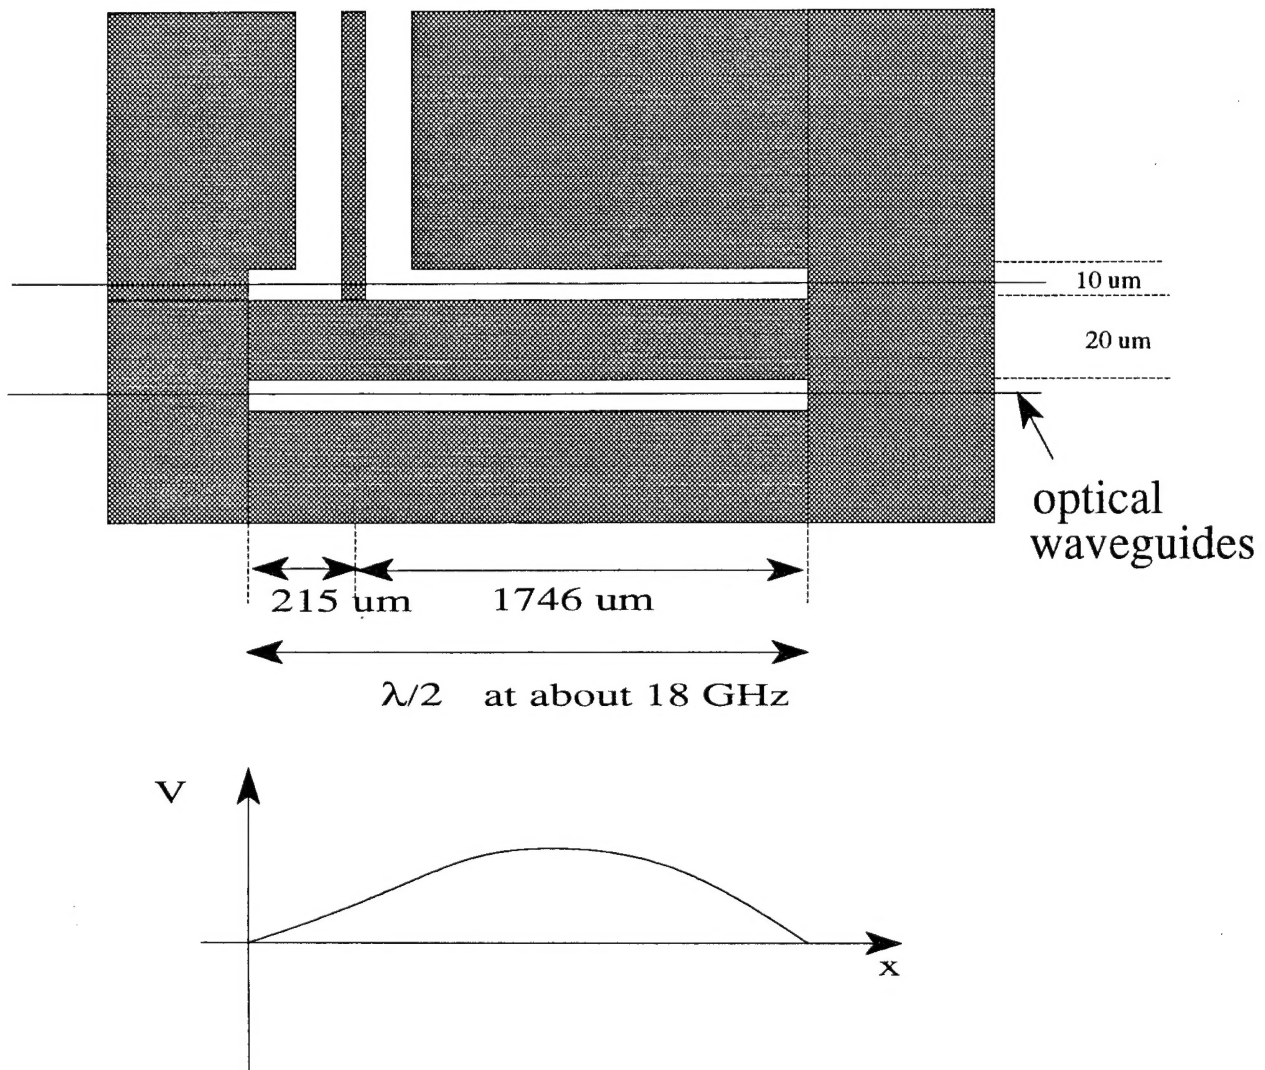 10 um
20 um
optical
waveguides
215 um
1746 um
λ/2 at about 18 GHz
V
x